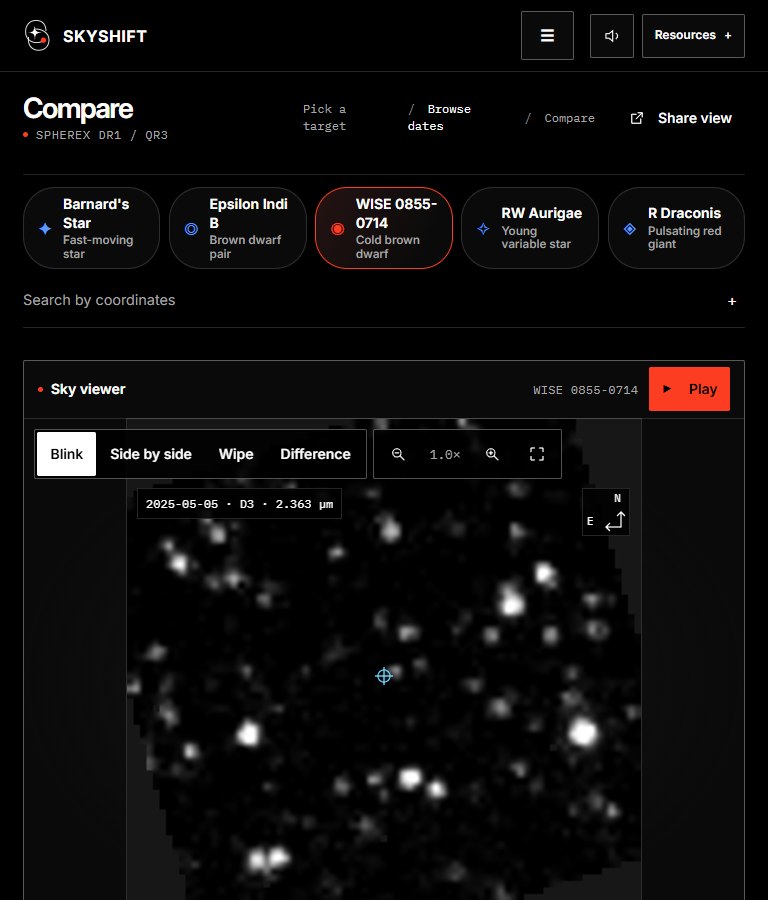 SKYSHIFT
Resources +
Compare
SPHEREX DR1 / QR3
Pick a
target
/ Browse
dates
/ Compare
Share view
Barnard's
Star
Fast-moving
star
Epsilon Indi
B
Brown dwarf
pair
WISE 0855-
0714
Cold brown
dwarf
RW Aurigae
Young
variable star
R Draconis
Pulsating red
giant
Search by coordinates +
Sky viewer
WISE 0855-0714
Play
Blink
Side by side
Wipe
Difference
1.0×
2025-05-05 · D3 · 2.363 µm
N
E